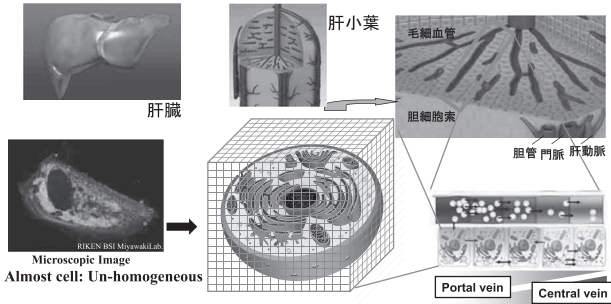 肝臓
肝小葉
毛細血管
胆細胞索
胆管 門脈 肝動脈
RIKEN BSI MiyawakiLab.
Microscopic Image
Almost cell: Un-homogeneous
Portal vein
Central vein